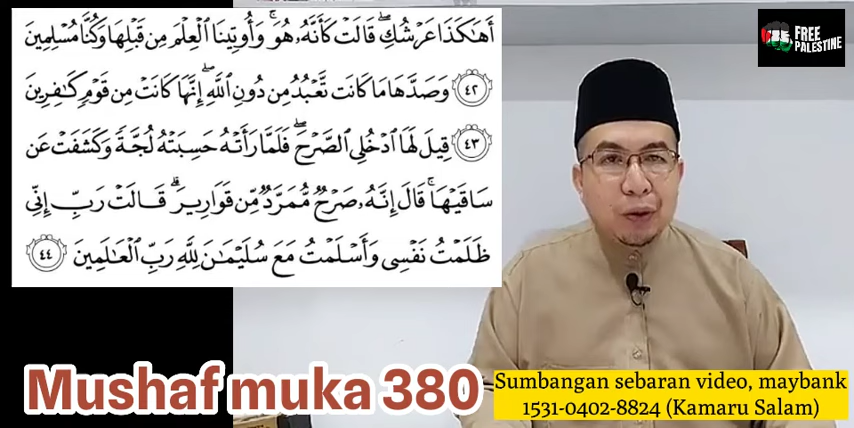 أَهَٰكَذَا عَرۡشُكِۖ قَالَتۡ كَأَنَّهُۥ هُوَۚ وَأُوتِينَا ٱلۡعِلۡمَ مِن قَبۡلِهَا وَكُنَّا مُسۡلِمِينَ
٤٢ وَصَدَّهَا مَا كَانَت تَّعۡبُدُ مِن دُونِ ٱللَّهِۖ إِنَّهَا كَانَتۡ مِن قَوۡمٖ كَٰفِرِينَ
٤٣ قِيلَ لَهَا ٱدۡخُلِي ٱلصَّرۡحَۖ فَلَمَّا رَأَتۡهُ حَسِبَتۡهُ لُجَّةٗ وَكَشَفَتۡ عَن
سَاقَيۡهَاۚ قَالَ إِنَّهُۥ صَرۡحٞ مُّمَرَّدٞ مِّن قَوَارِيرَۗ قَالَتۡ رَبِّ إِنِّي
ظَلَمۡتُ نَفۡسِي وَأَسۡلَمۡتُ مَعَ سُلَيۡمَٰنَ لِلَّهِ رَبِّ ٱلۡعَٰلَمِينَ ٤٤
FREE
PALESTINE
Mushaf muka 380
Sumbangan sebaran video, maybank
1531-0402-8824 (Kamaru Salam)